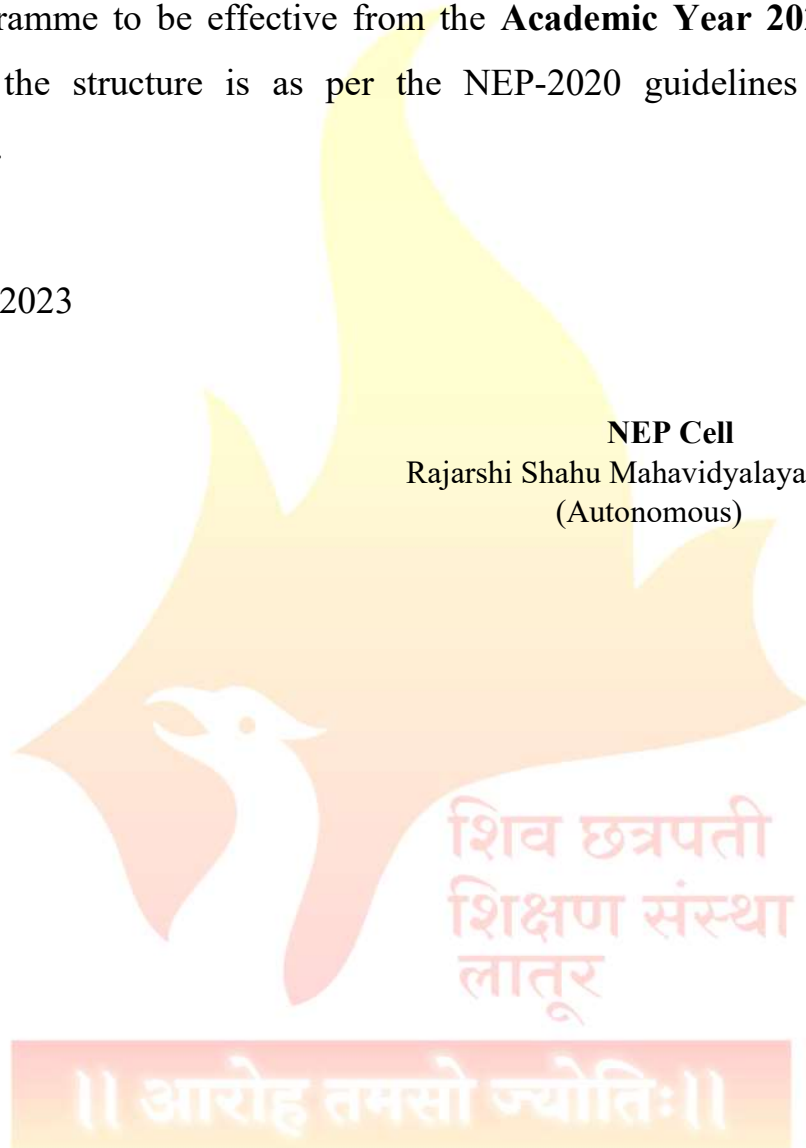 ramme to be effective from the Academic Year 20
the structure is as per the NEP-2020 guidelines
2023
NEP Cell
Rajarshi Shahu Mahavidyalaya
(Autonomous)
शिव छत्रपती
शिक्षण संस्था
लातूर
|| आरोह तमसो ज्योतिः||